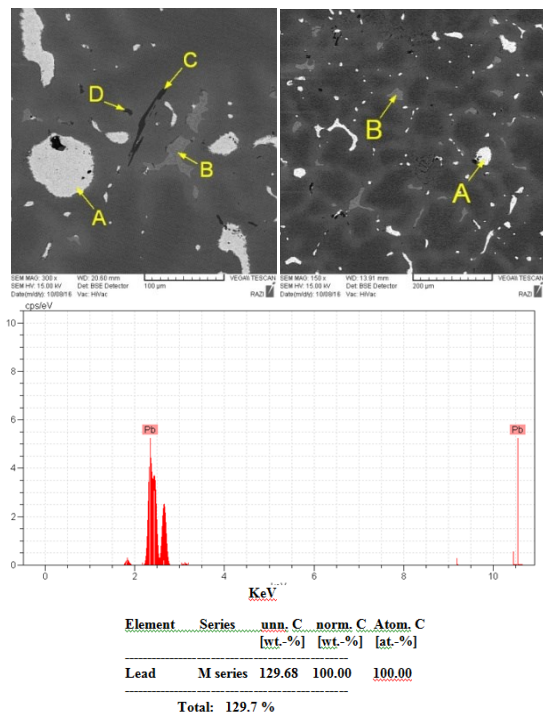 C
D
B
A
B
A
SEM MAG: 300 x WD: 20.60 mm VEGA\\ TESCAN
SEM HV: 15.00 kV Det: BSE Detector 100 µm
Date(m/d/y): 10/08/16 Vac: HiVac RAZI
SEM MAG: 150 x WD: 13.91 mm VEGA\\ TESCAN
SEM HV: 15.00 kV Det: BSE Detector 200 µm
Date(m/d/y): 10/08/16 Vac: HiVac RAZI
cps/eV
10
8
6
4
2
0
Pb Pb
0 2 4 6 8 10
KeV
Element Series unn. C norm. C Atom. C
[wt.-%] [wt.-%] [at.-%]
Lead M series 129.68 100.00 100.00
Total: 129.7 %